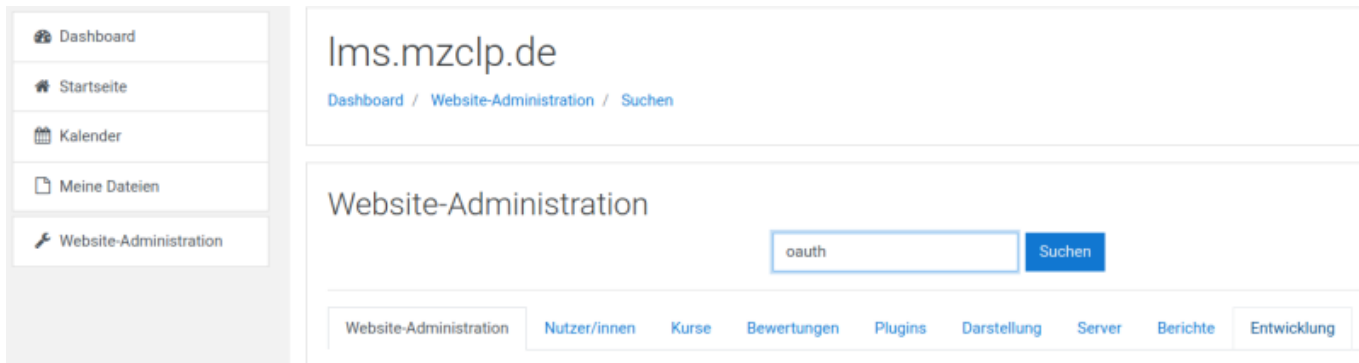 Dashboard
Startseite
Kalender
Meine Dateien
Website-Administration
lms.mzclp.de
Dashboard / Website-Administration / Suchen
Website-Administration
oauth Suchen
Website-Administration Nutzer/innen Kurse Bewertungen Plugins Darstellung Server Berichte Entwicklung